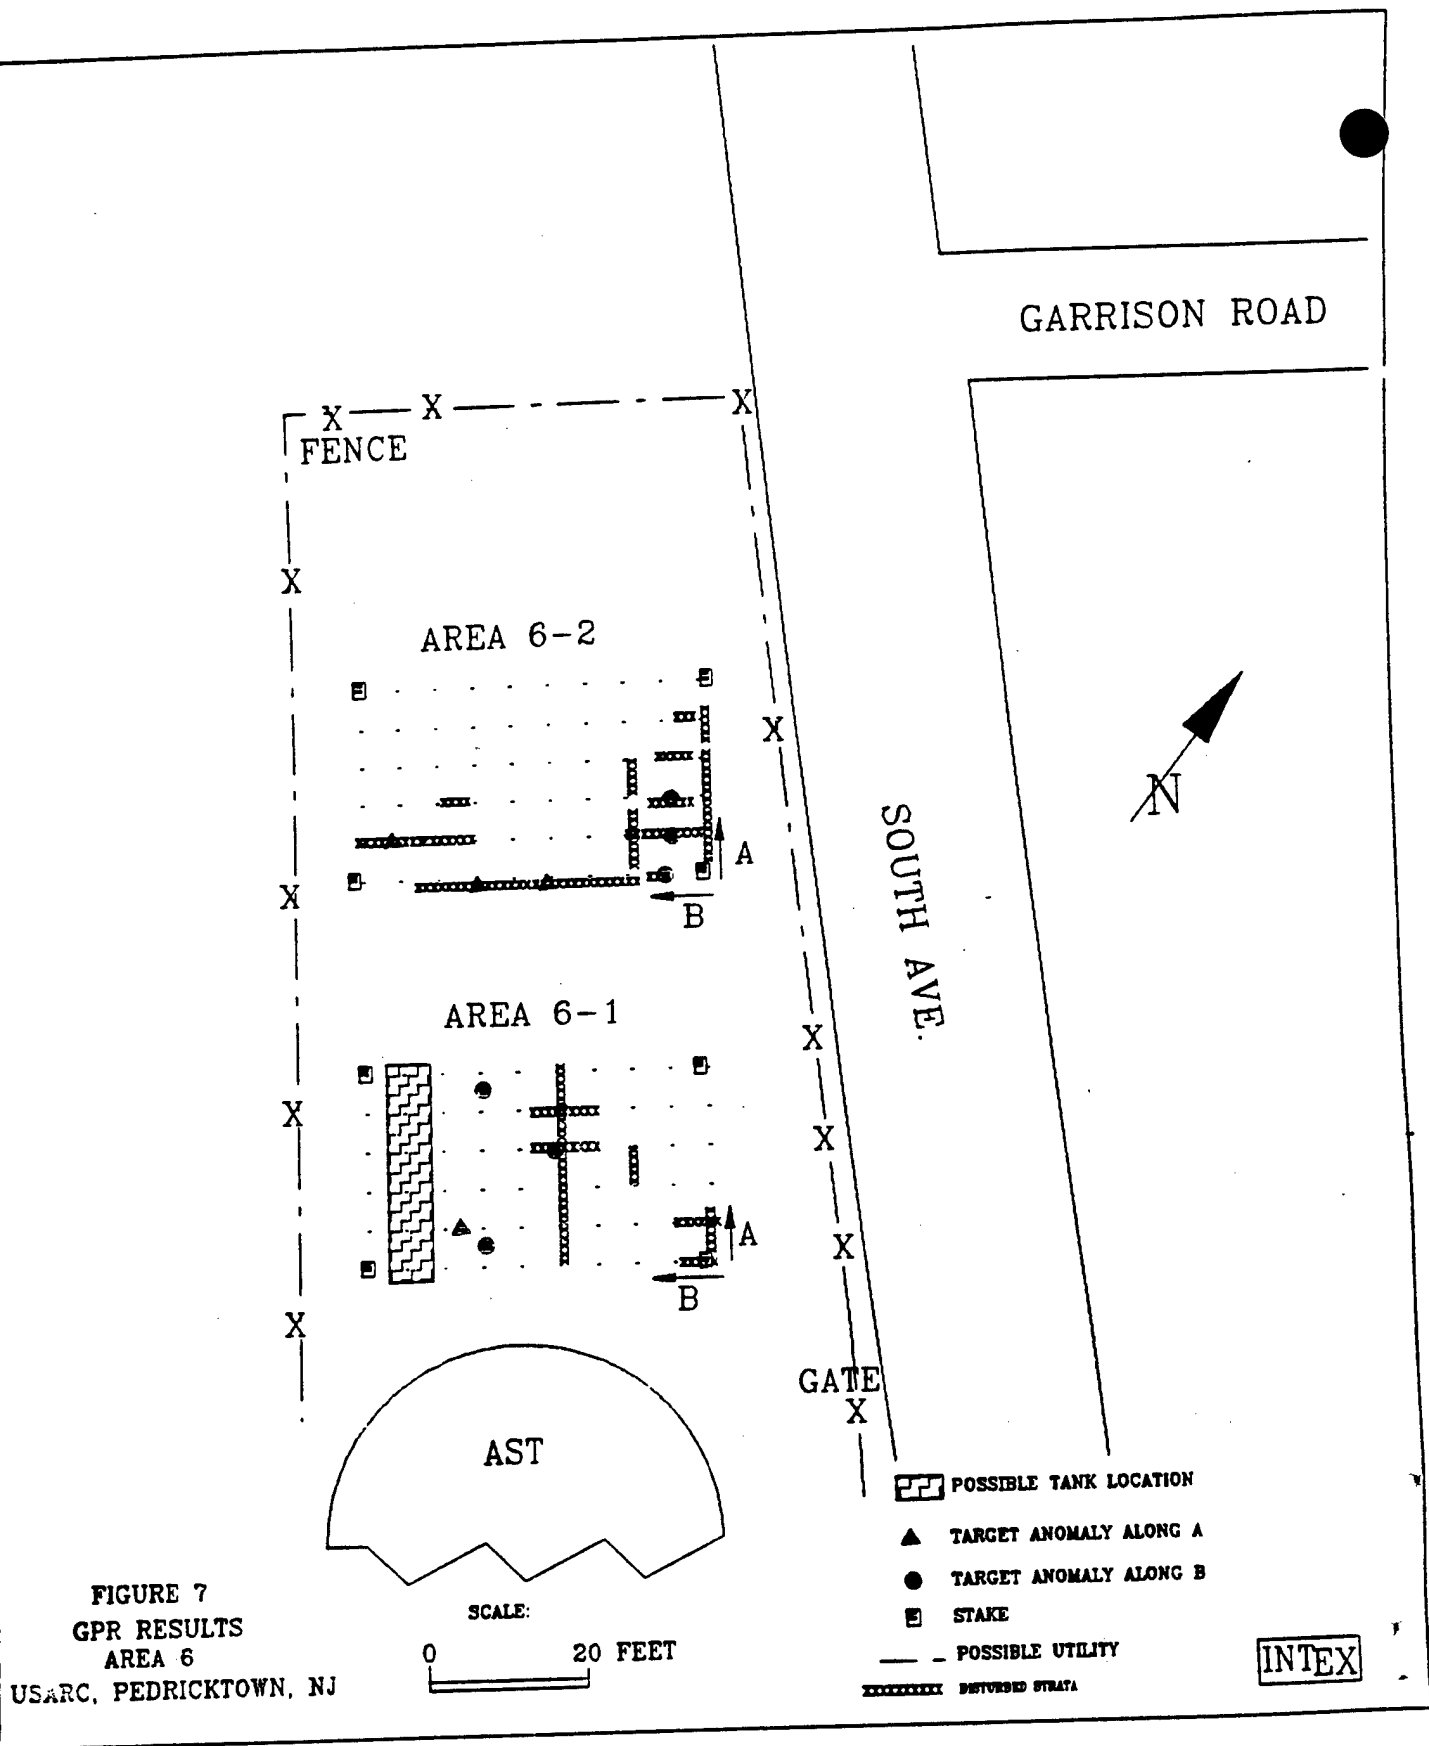 GARRISON ROAD
X X X
FENCE
X
AREA 6-2
X
N
A
SOUTH AVE.
X
B
AREA 6-1
X
X
X
A
X
B
X
GATE
X
AST
POSSIBLE TANK LOCATION
TARGET ANOMALY ALONG A
TARGET ANOMALY ALONG B
STAKE
POSSIBLE UTILITY
DISTURBED STRATA
FIGURE 7
GPR RESULTS
AREA 6
USARC, PEDRICKTOWN, NJ
SCALE:
0 20 FEET
INTEX